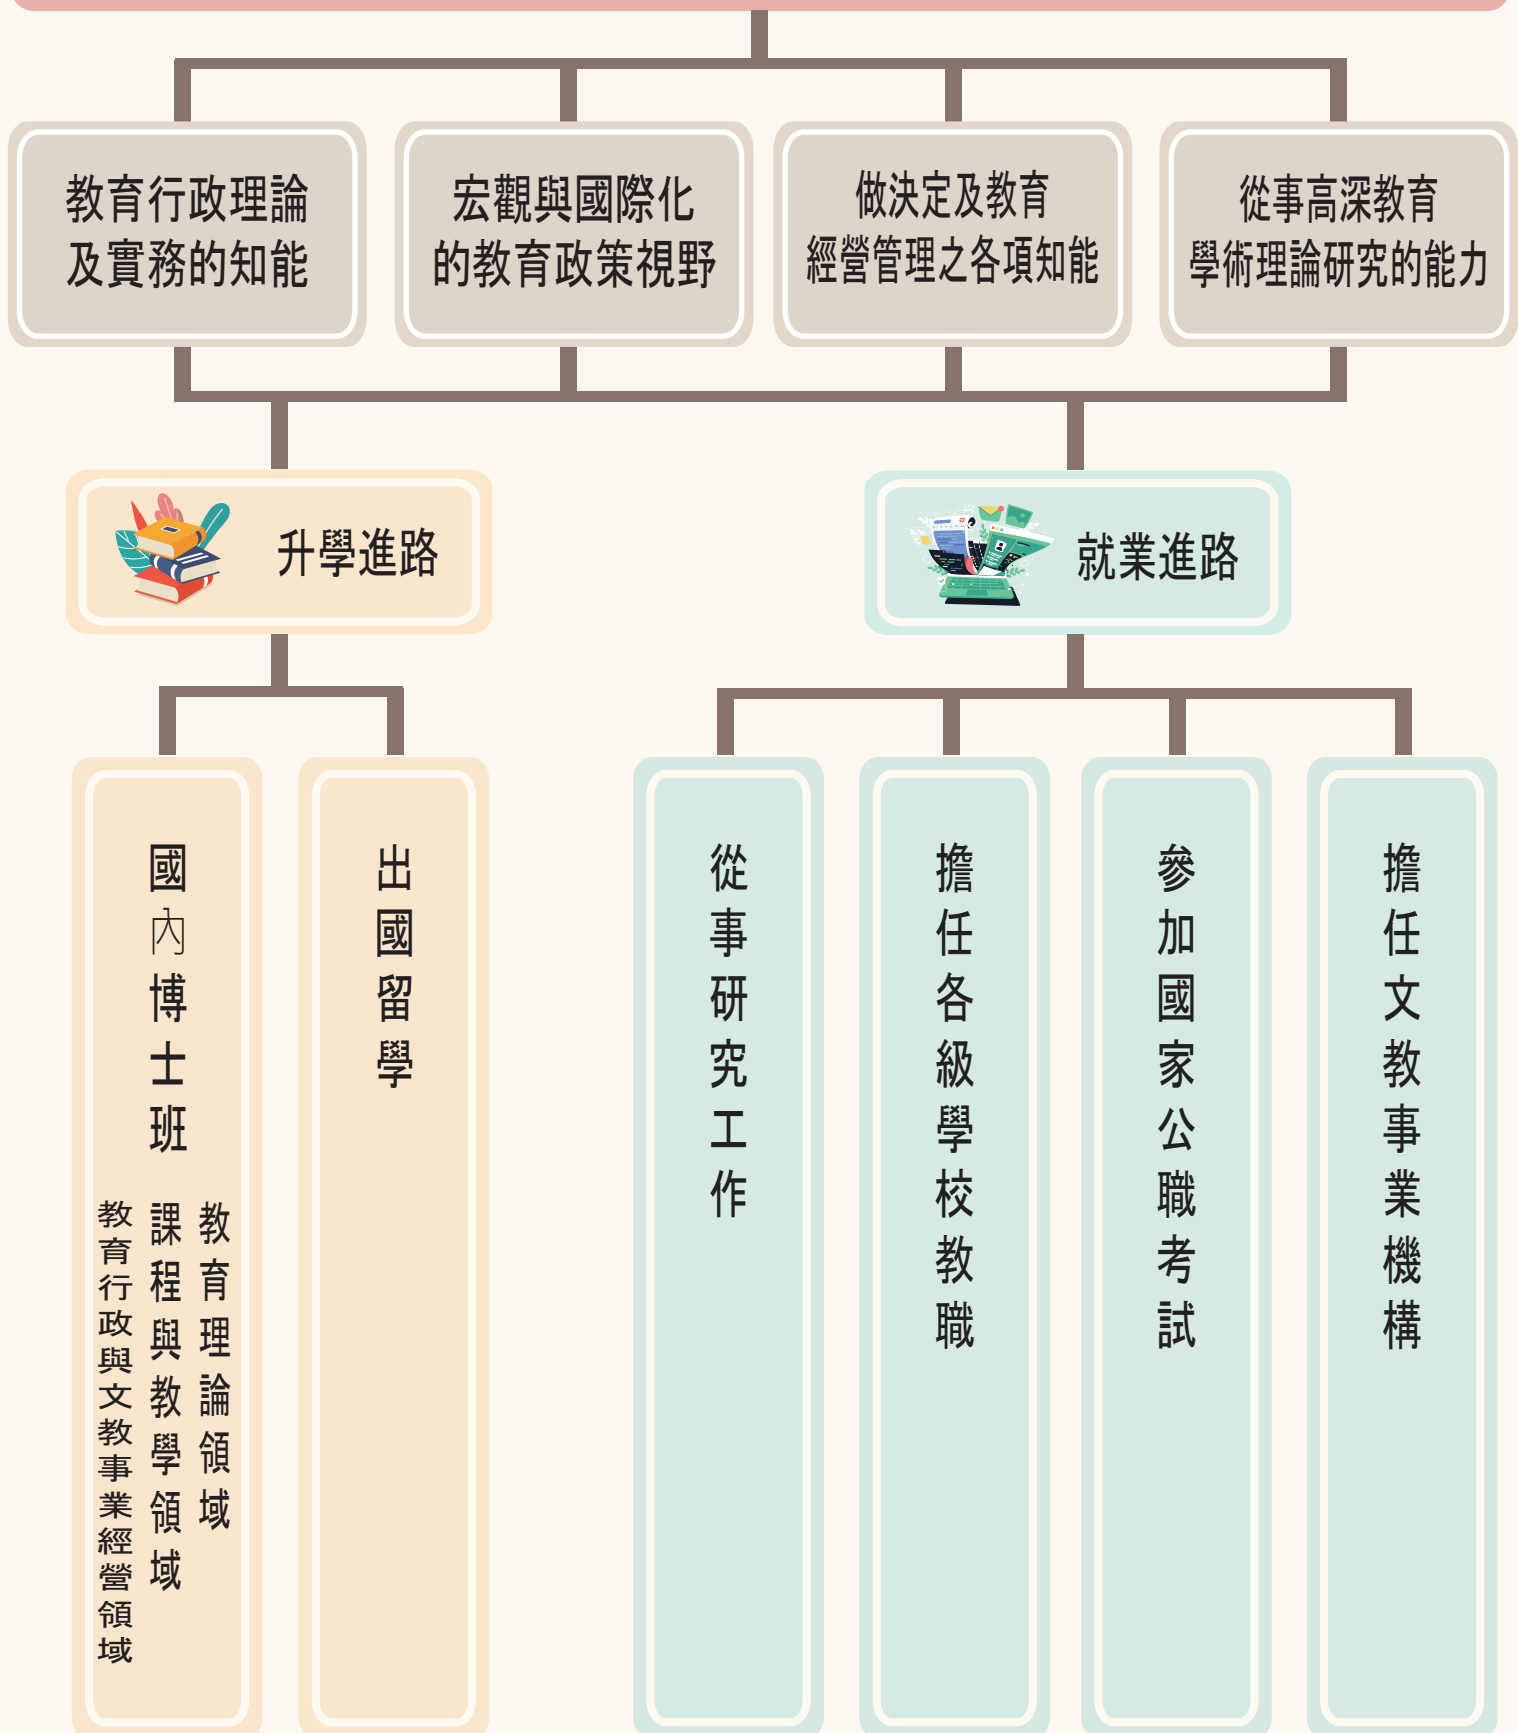 教育行政理論
及實務的知能
宏觀與國際化
的教育政策視野
做決定及教育
經營管理之各項知能
從事高深教育
學術理論研究的能力
升學進路
就業進路
國內博士班
教育理論領域
課程與教學領域
教育行政與文教事業經營領域
出國留學
從事研究工作
擔任各級學校教職
參加國家公職考試
擔任文教事業機構